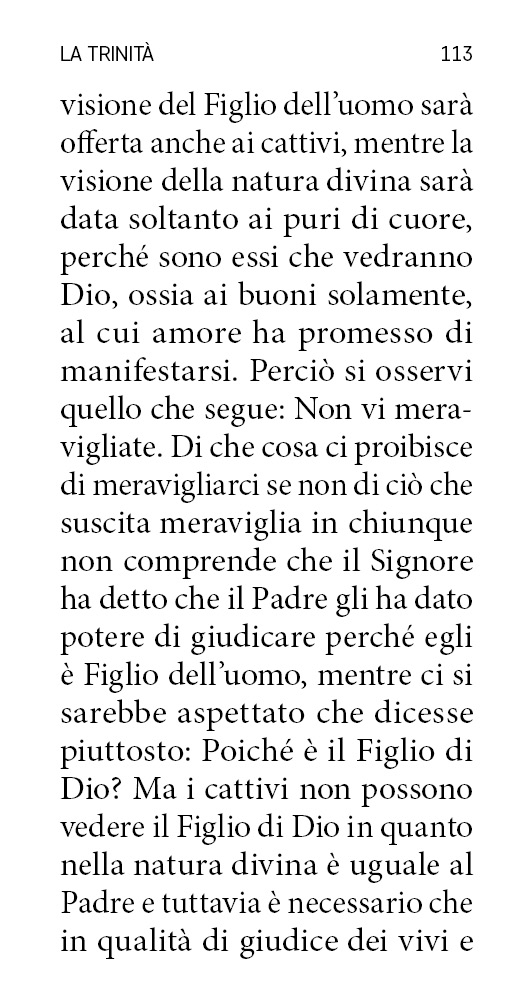 LA TRINITÀ 113
visione del Figlio dell’uomo sarà
offerta anche ai cattivi, mentre la
visione della natura divina sarà
data soltanto ai puri di cuore,
perché sono essi che vedranno
Dio, ossia ai buoni solamente,
al cui amore ha promesso di
manifestarsi. Perciò si osservi
quello che segue: Non vi mera-
vigliate. Di che cosa ci proibisce
di meravigliarci se non di ciò che
suscita meraviglia in chiunque
non comprende che il Signore
ha detto che il Padre gli ha dato
potere di giudicare perché egli
è Figlio dell’uomo, mentre ci si
sarebbe aspettato che dicesse
piuttosto: Poiché è il Figlio di
Dio? Ma i cattivi non possono
vedere il Figlio di Dio in quanto
nella natura divina è uguale al
Padre e tuttavia è necessario che
in qualità di giudice dei vivi e